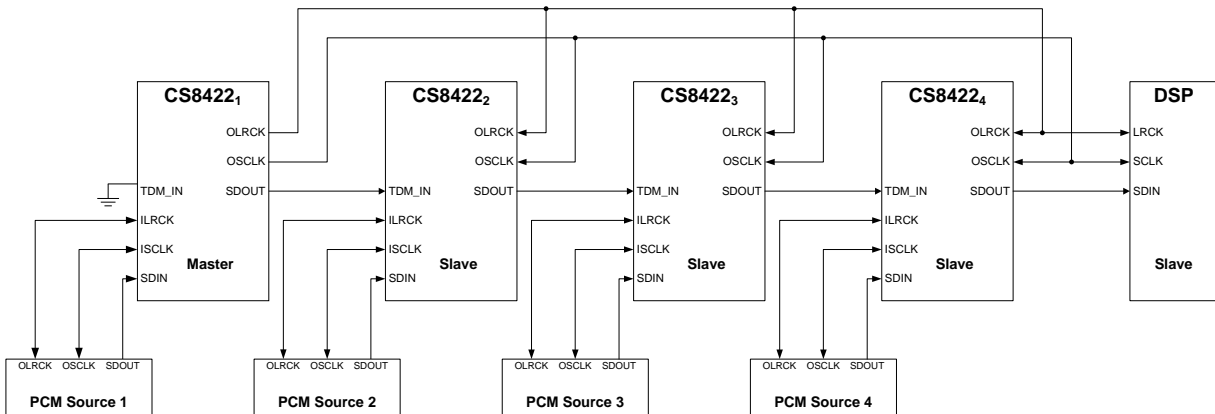 CS8422₁ CS8422₂ CS8422₃ CS8422₄ DSP
OLRCK OLRCK OLRCK OLRCK LRCK
OSCLK OSCLK OSCLK OSCLK SCLK
TDM_IN SDOUT TDM_IN SDOUT TDM_IN SDOUT TDM_IN SDOUT SDIN
ILRCK ILRCK ILRCK ILRCK
ISCLK ISCLK ISCLK ISCLK
Master Slave Slave Slave Slave
SDIN SDIN SDIN SDIN
OLRCK OSCLK SDOUT OLRCK OSCLK SDOUT OLRCK OSCLK SDOUT OLRCK OSCLK SDOUT
PCM Source 1 PCM Source 2 PCM Source 3 PCM Source 4